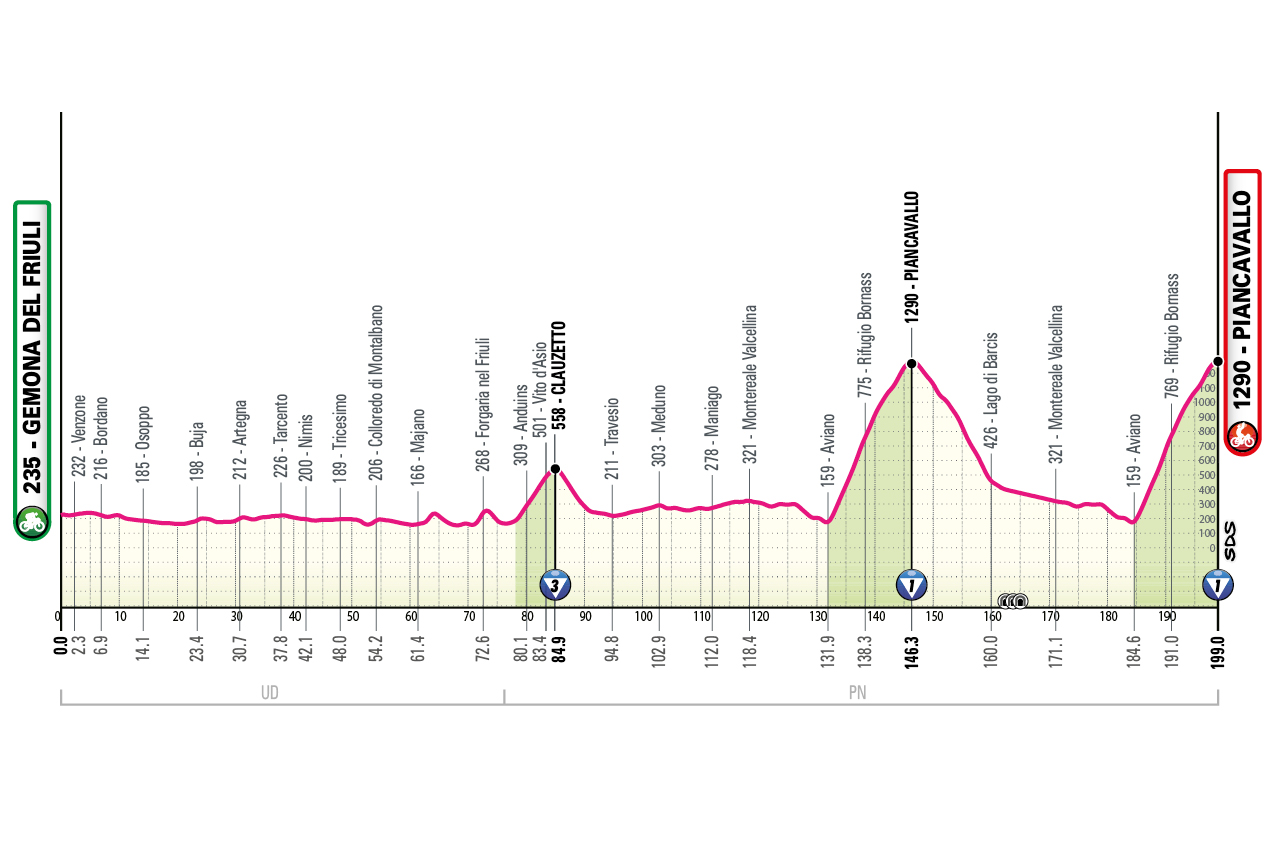 235 - GEMONA DEL FRIULI
232 - Venzone
216 - Bordano
185 - Osoppo
198 - Buja
212 - Artegna
226 - Tarcento
200 - Nimis
189 - Tricesimo
206 - Colloredo di Montalbano
166 - Majano
268 - Forgaria nel Friuli
309 - Anduins
501 - Vito d'Asio
558 - CLAUZETTO
211 - Travesio
303 - Meduno
278 - Maniago
321 - Montereale Valcellina
159 - Aviano
775 - Rifugio Bornass
1290 - PIANCAVALLO
426 - Lago di Barcis
321 - Montereale Valcellina
159 - Aviano
769 - Rifugio Bornass
1290 - PIANCAVALLO
1100
1000
900
800
700
600
500
400
300
200
100
0
SDS
3
1
1
0 10 20 30 40 50 60 70 80 90 100 110 120 130 140 150 160 170 180 190
0.0 2.3 6.9 14.1 23.4 30.7 37.8 42.1 48.0 54.2 61.4 72.6 80.1 83.4 84.9 94.8 102.9 112.0 118.4 131.9 138.3 146.3 160.0 171.1 184.6 191.0 199.0
UD PN